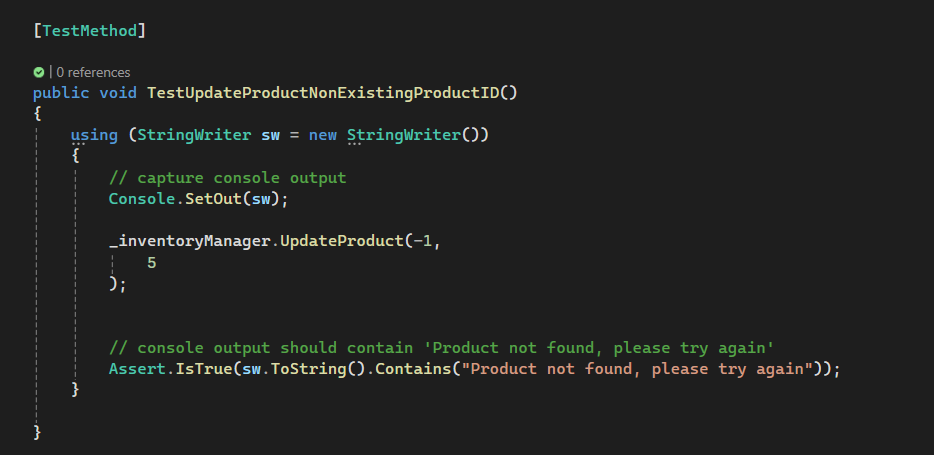 [TestMethod]
| 0 references
public void TestUpdateProductNonExistingProductID()
{
using (StringWriter sw = new StringWriter())
{
// capture console output
Console.SetOut(sw);
_inventoryManager.UpdateProduct(-1,
5
);
// console output should contain 'Product not found, please try again'
Assert.IsTrue(sw.ToString().Contains("Product not found, please try again"));
}
}